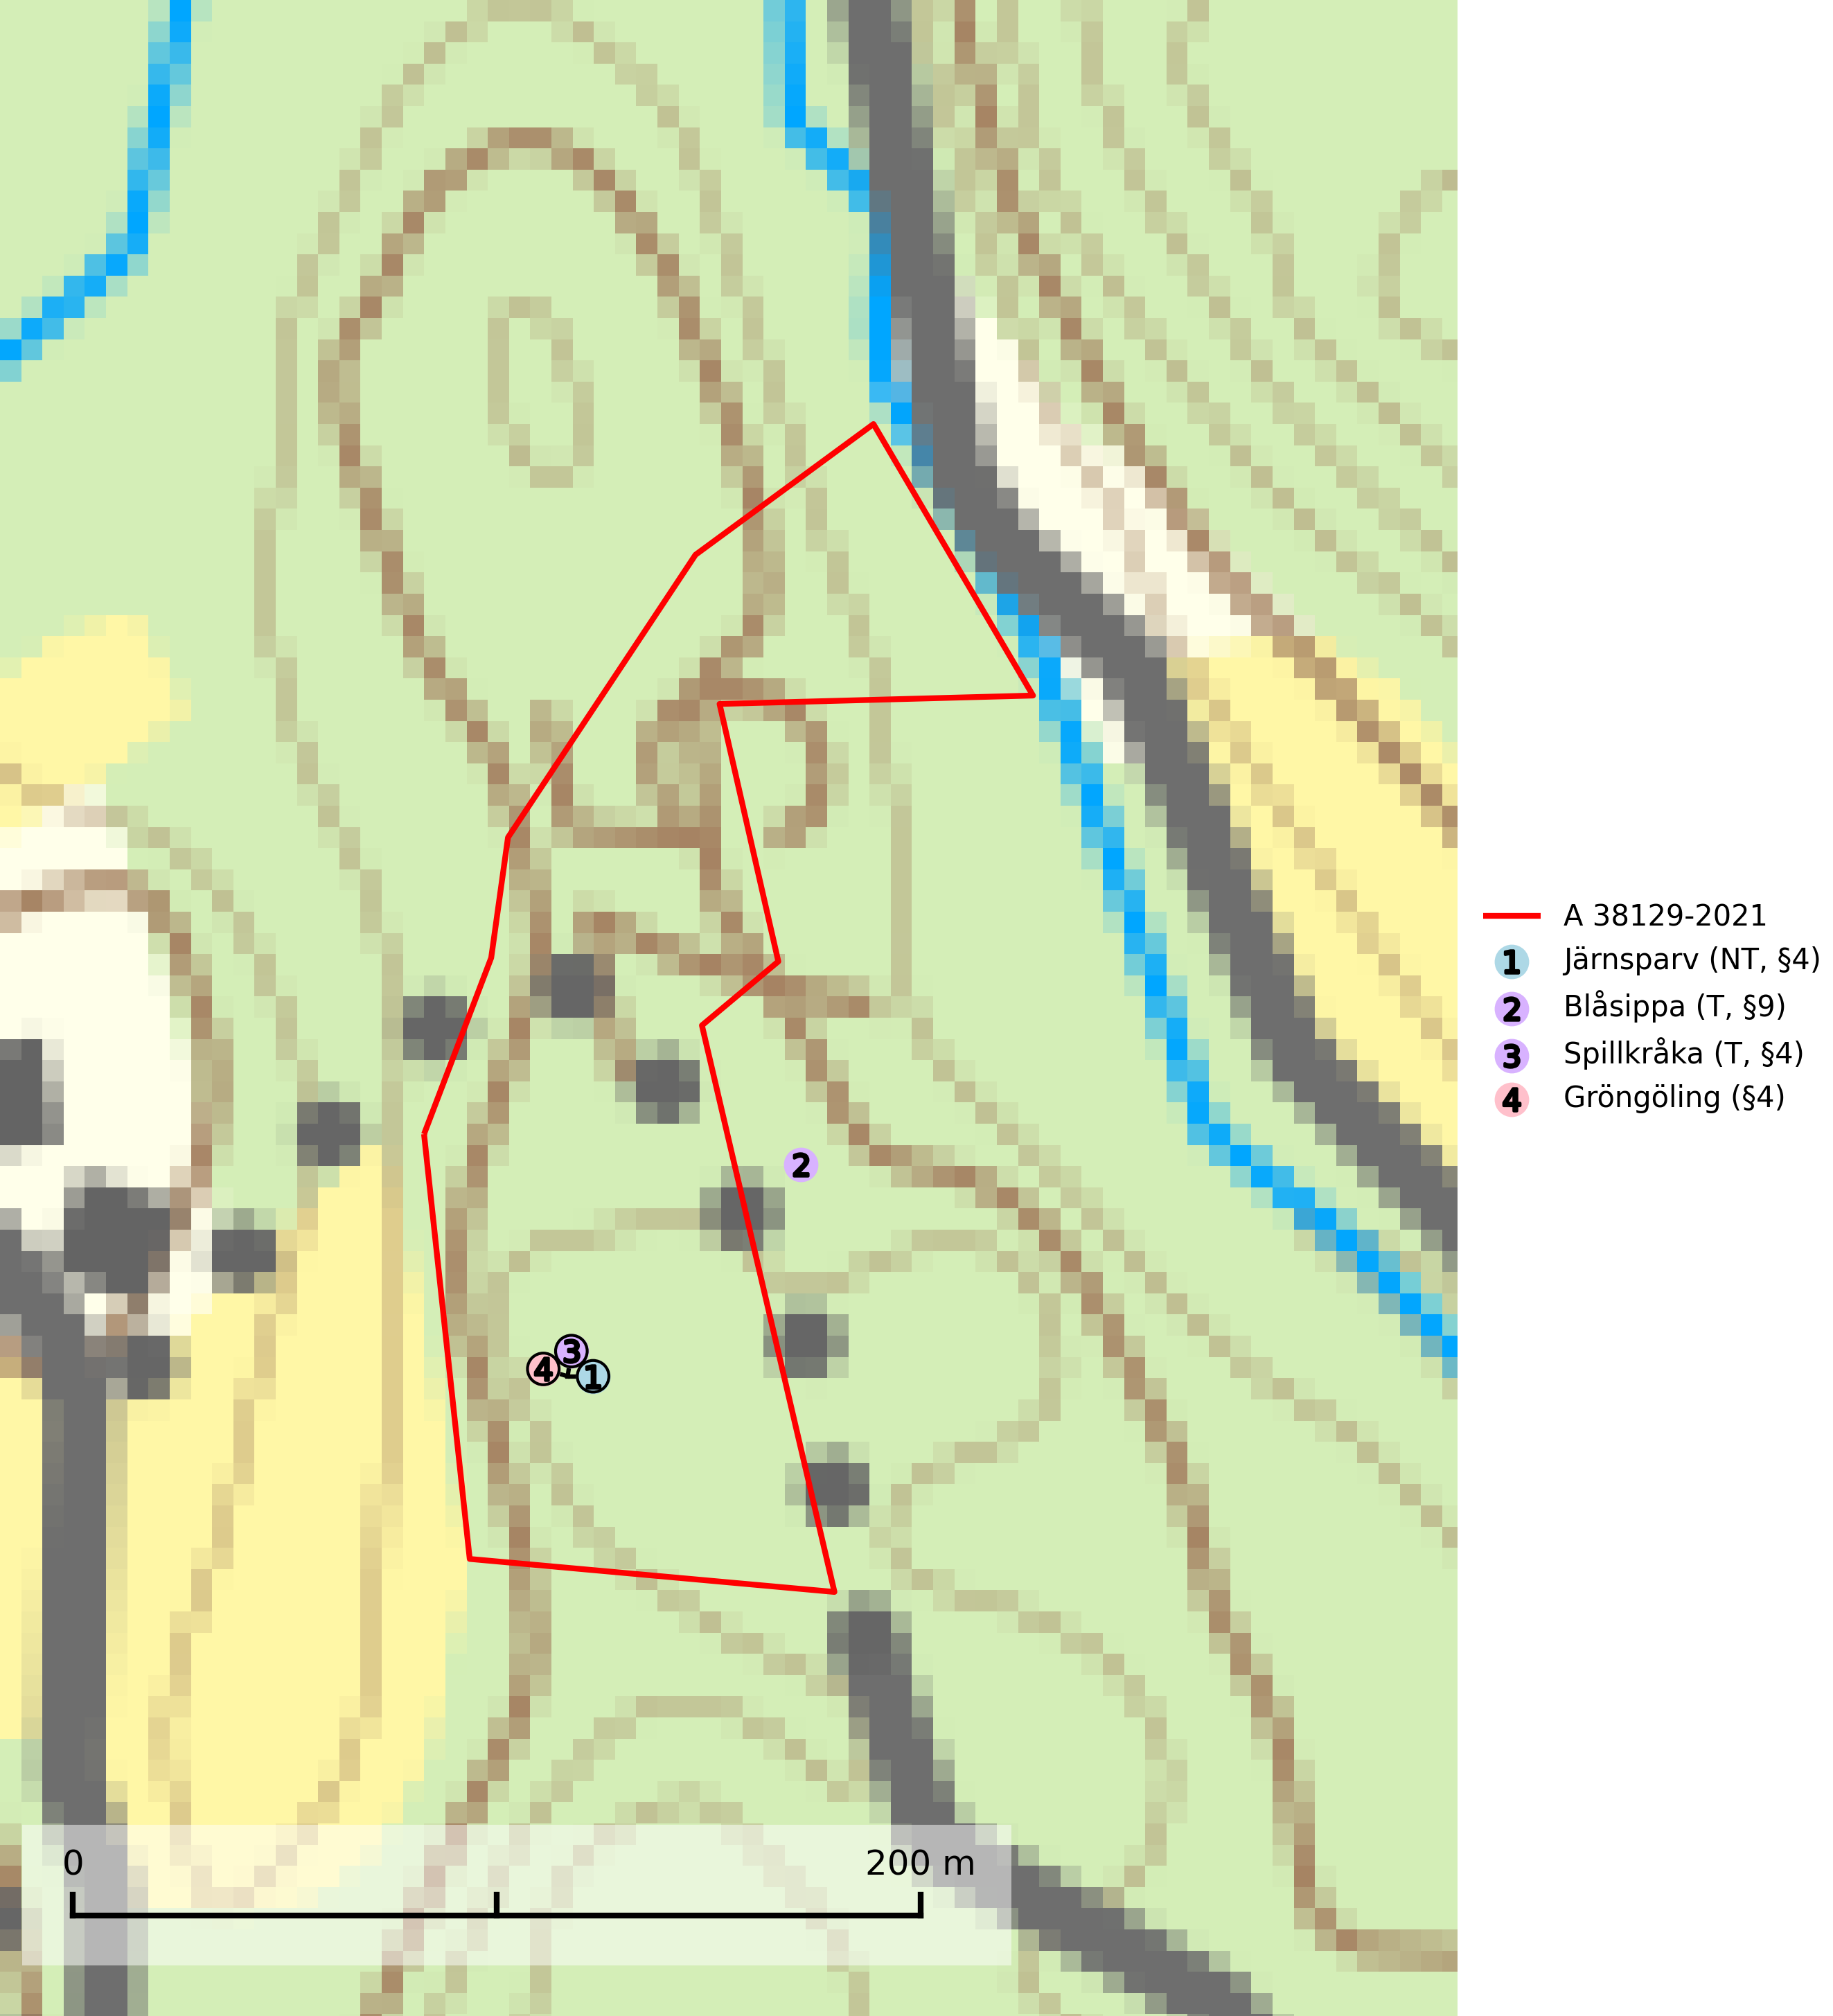 A 38129-2021
1 Järnsparv (NT, §4)
2 Blåsippa (T, §9)
3 Spillkråka (T, §4)
4 Gröngöling (§4)
2
3
4 1
0 200 m